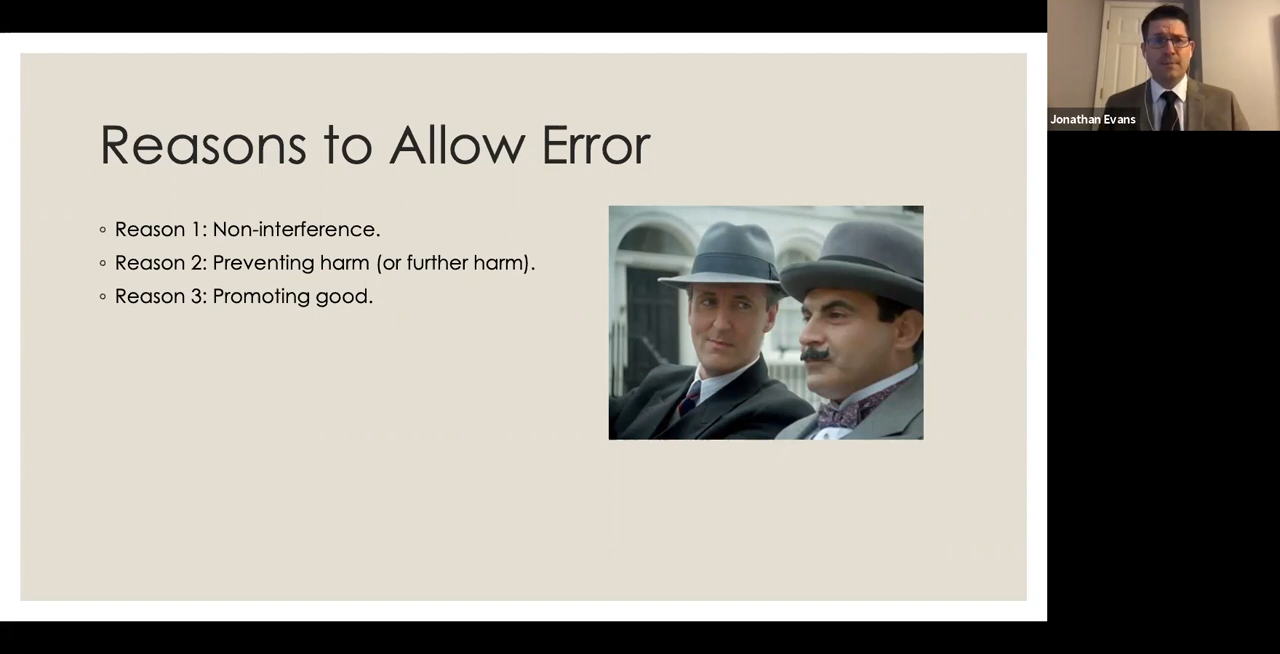 Reasons to Allow Error
◦ Reason 1: Non-interference.
◦ Reason 2: Preventing harm (or further harm).
◦ Reason 3: Promoting good.
Jonathan Evans